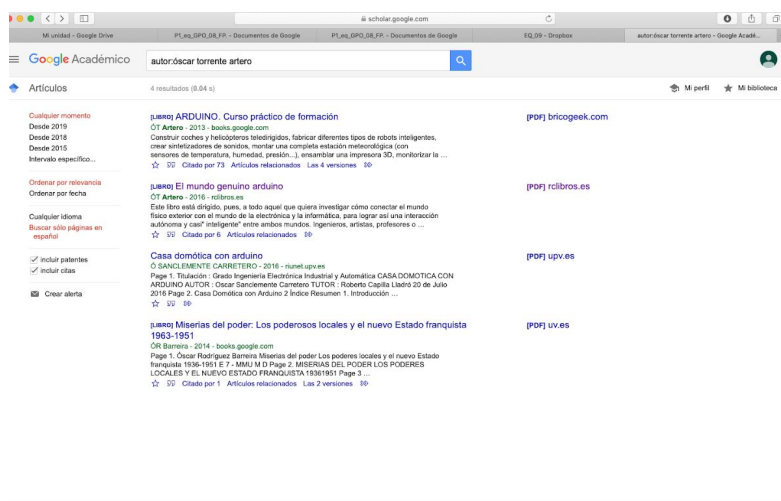 scholar.google.com
Mi unidad - Google Drive
P1_eq_GPO_08_FP. - Documentos de Google
P1_eq_GPO_08_FP. - Documentos de Google
EQ_09 - Dropbox
autor:óscar torrente artero - Google Acadé...
Google Académico
autor:óscar torrente artero
Artículos
4 resultados (0.04 s)
Mi perfil
Mi biblioteca
Cualquier momento
Desde 2019
Desde 2018
Desde 2015
Intervalo específico...
Ordenar por relevancia
Ordenar por fecha
Cualquier idioma
Buscar sólo páginas en
español
incluir patentes
incluir citas
Crear alerta
[LIBRO] ARDUINO. Curso práctico de formación
ÓT Artero - 2013 - books.google.com
Construir coches y helicópteros teledirigidos, fabricar diferentes tipos de robots inteligentes,
crear sintetizadores de sonidos, montar una completa estación meteorológica (con
sensores de temperatura, humedad, presión...), ensamblar una impresora 3D, monitorizar la ...
Citado por 73 Artículos relacionados Las 4 versiones
[PDF] bricogeek.com
[LIBRO] El mundo genuino arduino
ÓT Artero - 2016 - rclibros.es
Este libro está dirigido, pues, a todo aquel que quiera investigar cómo conectar el mundo
físico exterior con el mundo de la electrónica y la informática, para lograr así una interacción
autónoma y casi" inteligente" entre ambos mundos. Ingenieros, artistas, profesores o ...
Citado por 6 Artículos relacionados
[PDF] rclibros.es
Casa domótica con arduino
Ó SANCLEMENTE CARRETERO - 2016 - riunet.upv.es
Page 1. Titulación : Grado Ingeniería Electrónica Industrial y Automática CASA DOMOTICA CON
ARDUINO AUTOR : Oscar Sanclemente Carretero TUTOR : Roberto Capilla Lladró 20 de Julio
2016 Page 2. Casa Domótica con Arduino 2 Índice Resumen 1. Introducción ...
[PDF] upv.es
[LIBRO] Miserias del poder: Los poderosos locales y el nuevo Estado franquista
1963-1951
ÓR Barreira - 2014 - books.google.com
Page 1. Óscar Rodríguez Barreira Miserias del poder Los poderes locales y el nuevo Estado
franquista 1936-1951 E 7 - MMU M D Page 2. MISERIAS DEL PODER LOS PODERES
LOCALES Y EL NUEVO ESTADO FRANQUISTA 19361951 Page 3 ...
Citado por 1 Artículos relacionados Las 2 versiones
[PDF] uv.es